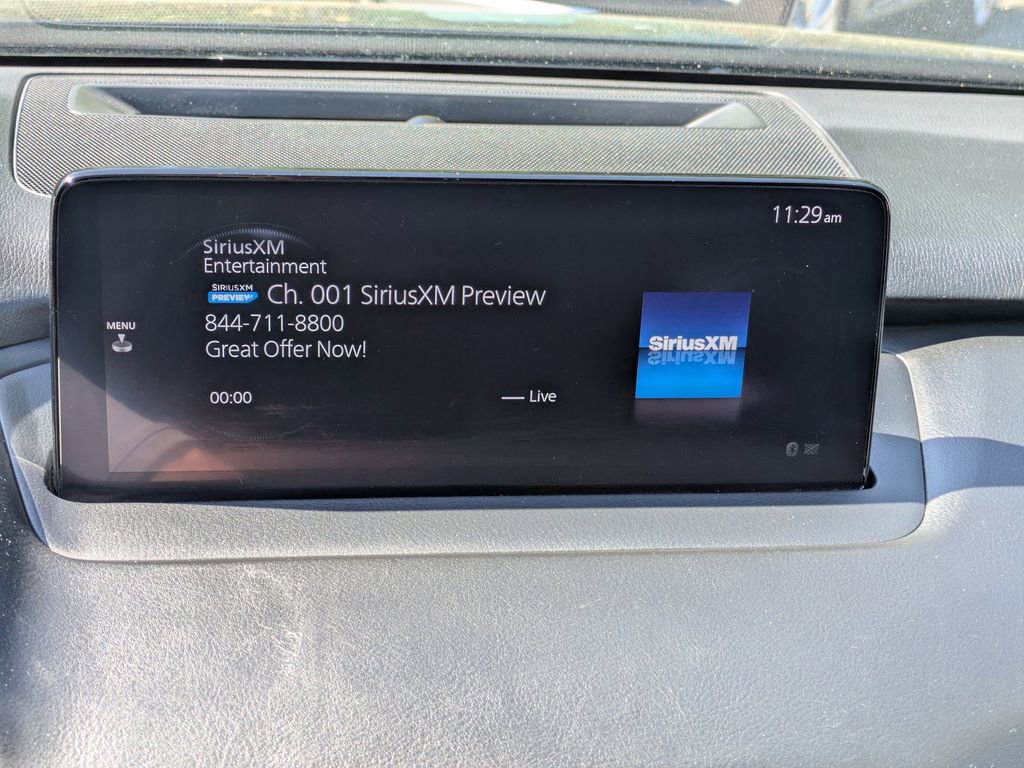 11:29am
SiriusXM
Entertainment
SIRIUSXM
PREVIEW
Ch. 001 SiriusXM Preview
MENU
844-711-8800
Great Offer Now!
SiriusXM
00:00
Live